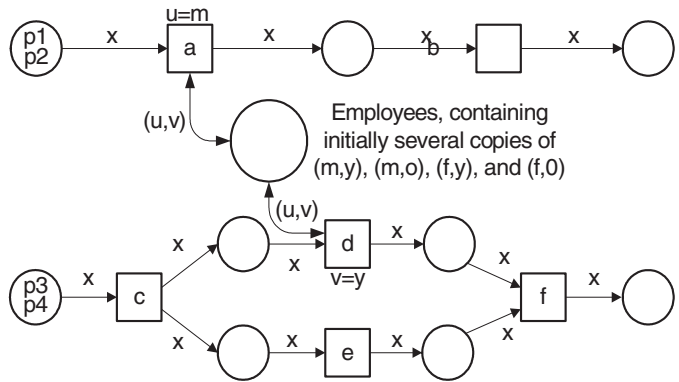 u=m
p1
p2
x
a
x
x
b
x
(u,v)
Employees, containing
initially several copies of
(m,y), (m,o), (f,y), and (f,0)
(u,v)
x
x
d
x
v=y
x
p3
p4
x
c
f
x
x
x
e
x
x